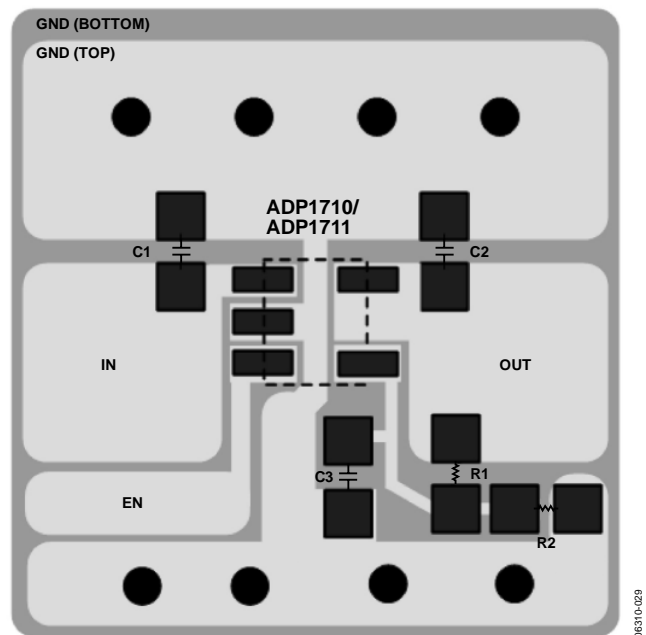 GND (BOTTOM)
GND (TOP)
ADP1710/
ADP1711
C1
C2
IN
OUT
C3
R1
EN
R2
06310-029